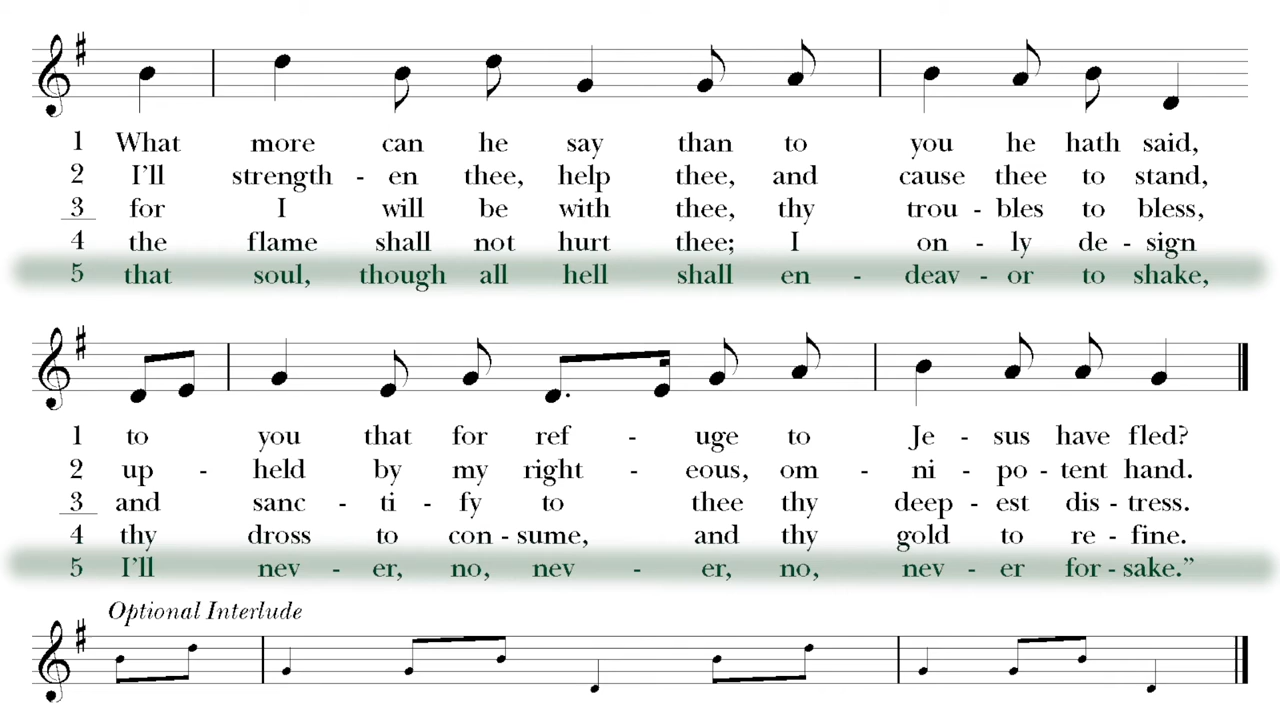 1 What more can he say than to you he hath said,
2 I'll strength - en thee, help thee, and cause thee to stand,
3 for I will be with thee, thy trou - bles to bless,
4 the flame shall not hurt thee; I on - ly de - sign
5 that soul, though all hell shall en - deav - or to shake,
1 to you that for ref - uge to Je - sus have fled?
2 up - held by my right - eous, om - ni - po - tent hand.
3 and sanc - ti - fy to thee thy deep - est dis - tress.
4 thy dross to con - sume, and thy gold to re - fine.
5 I'll nev - er, no, nev - er, no, nev - er for - sake.”
Optional Interlude